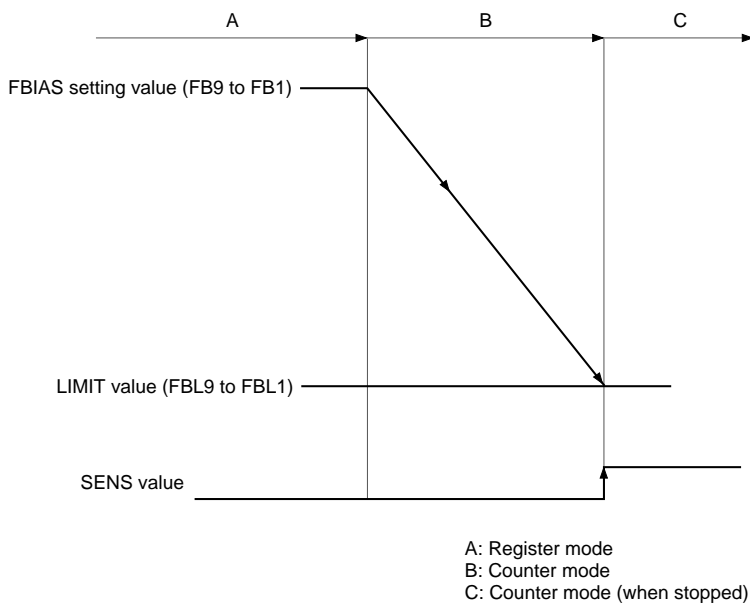 A
B
C
FBIAS setting value (FB9 to FB1)
LIMIT value (FBL9 to FBL1)
SENS value
A: Register mode
B: Counter mode
C: Counter mode (when stopped)